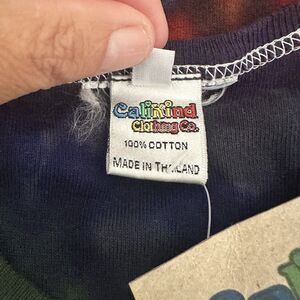 CaliKind
Clothing Co.
100% COTTON
MADE IN THAILAND